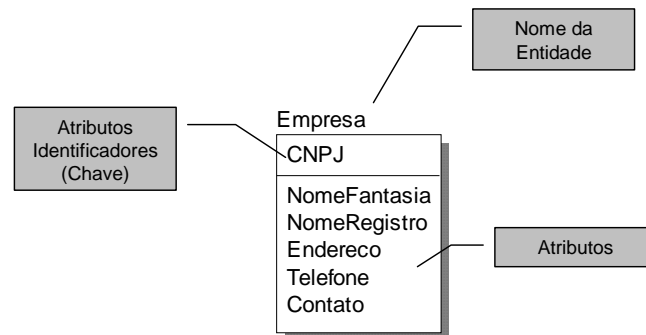 Nome da
Entidade
Atributos
Identificadores
(Chave)
Empresa
CNPJ
NomeFantasia
NomeRegistro
Endereco
Telefone
Contato
Atributos